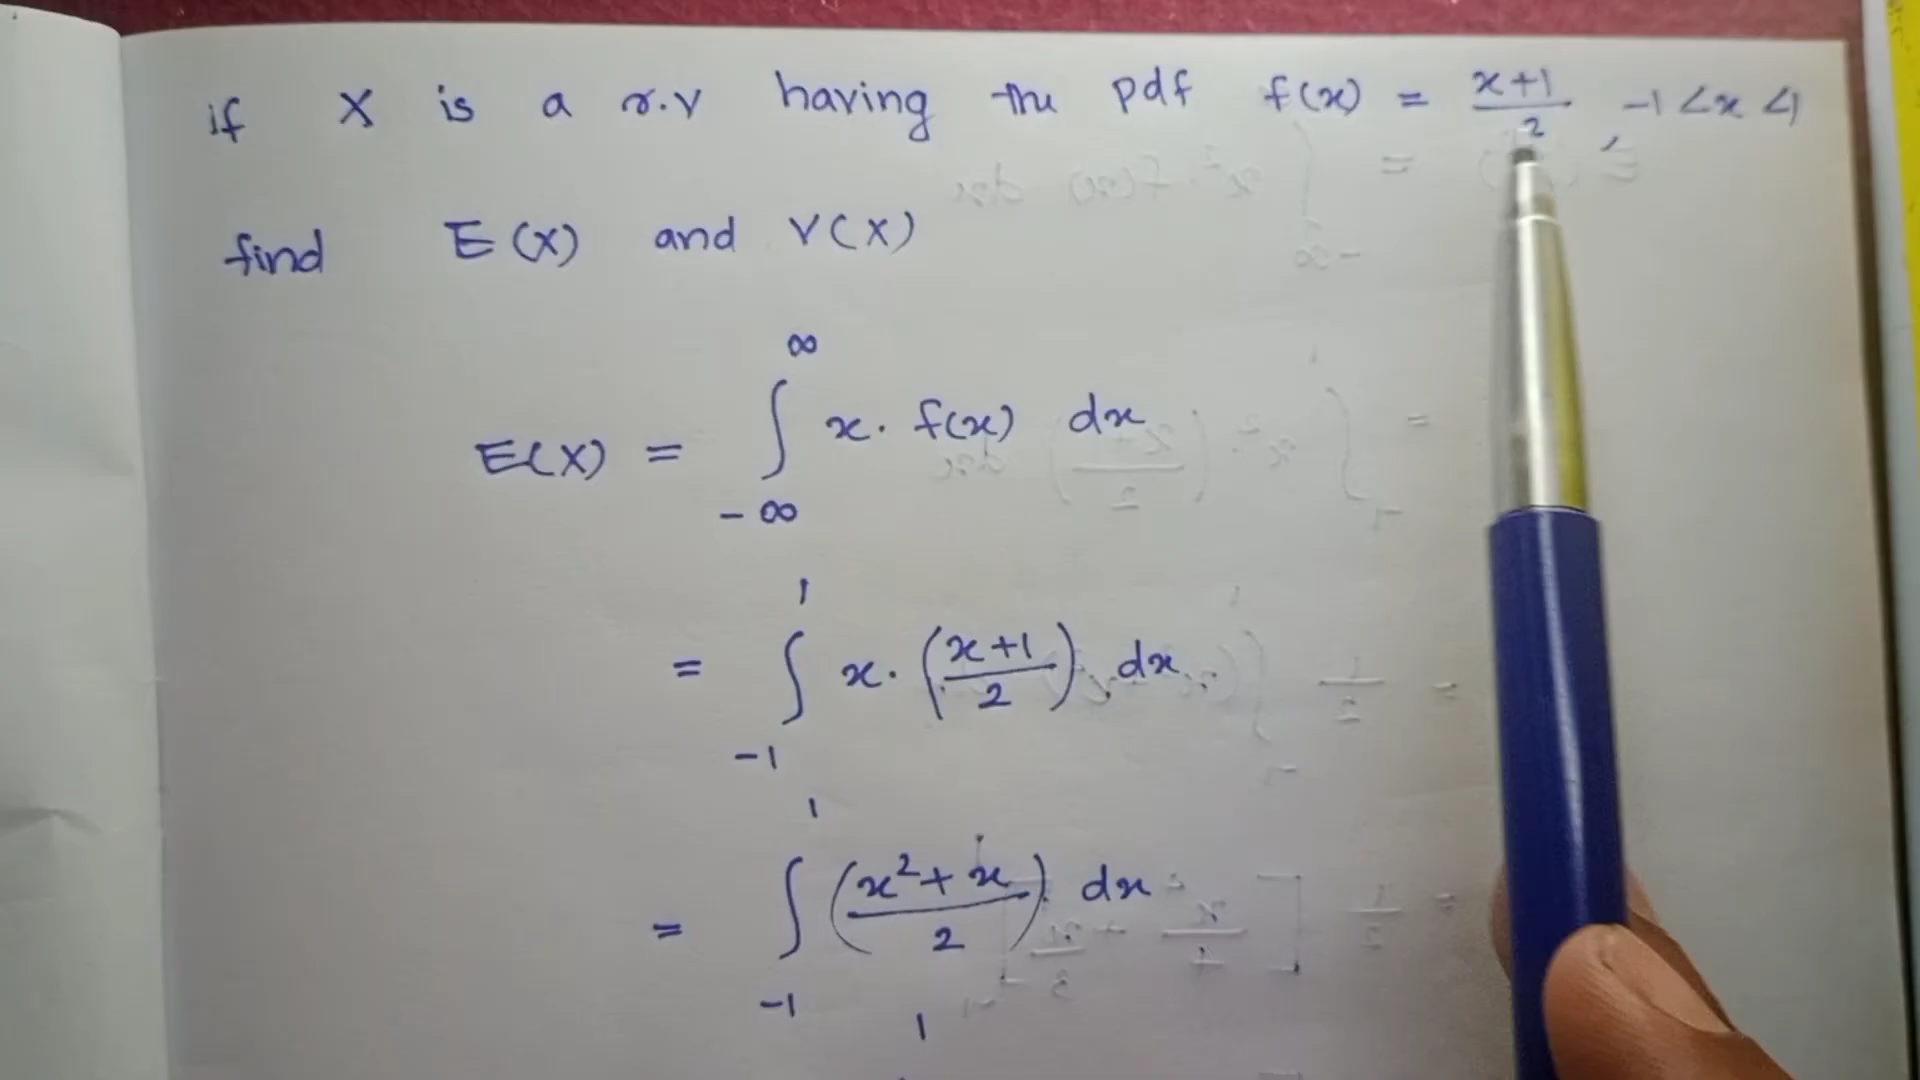 if X is a r.v having the pdf f(x) = x+1/2 , -1 < x < 1
find E(X) and V(X)
E(X) = ∫_{-∞}^{∞} x. f(x) dx
= ∫_{-1}^{1} x. (x+1/2) dx
= ∫_{-1}^{1} (x²+x/2) dx
1